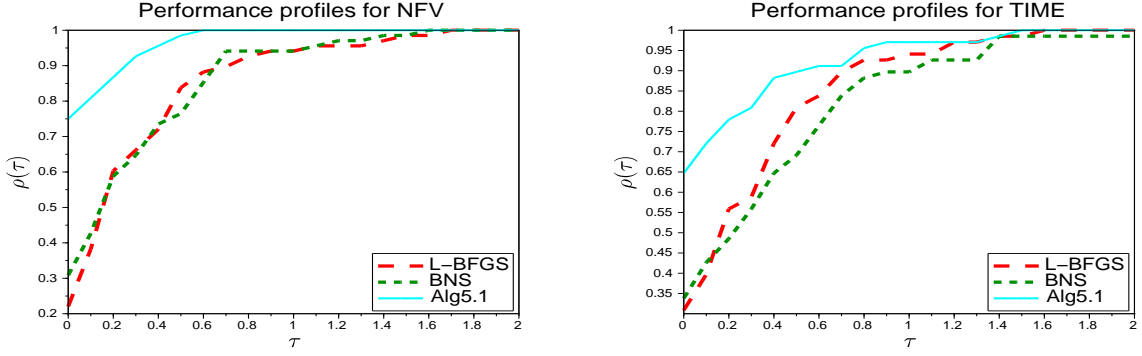 Performance profiles for NFV
1
0.9
0.8
0.7
0.6
0.5
0.4
0.3
0.2
ρ(τ)
0 0.2 0.4 0.6 0.8 1 1.2 1.4 1.6 1.8 2
τ
L-BFGS
BNS
Alg5.1
Performance profiles for TIME
1
0.95
0.9
0.85
0.8
0.75
0.7
0.65
0.6
0.55
0.5
0.45
0.4
0.35
ρ(τ)
0 0.2 0.4 0.6 0.8 1 1.2 1.4 1.6 1.8 2
τ
L-BFGS
BNS
Alg5.1